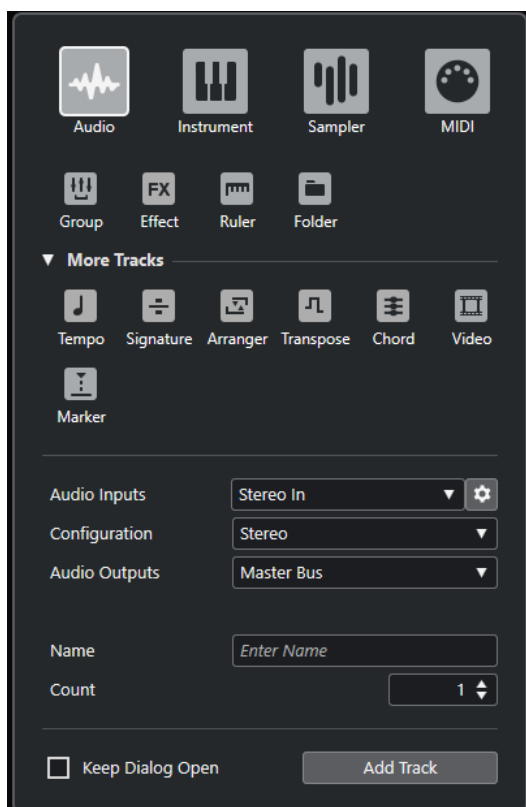 Audio Instrument Sampler MIDI
FX
Group Effect Ruler Folder
▼ More Tracks
Tempo Signature Arranger Transpose Chord Video
Marker
Audio Inputs Stereo In
Configuration Stereo
Audio Outputs Master Bus
Name Enter Name
Count 1
Keep Dialog Open Add Track